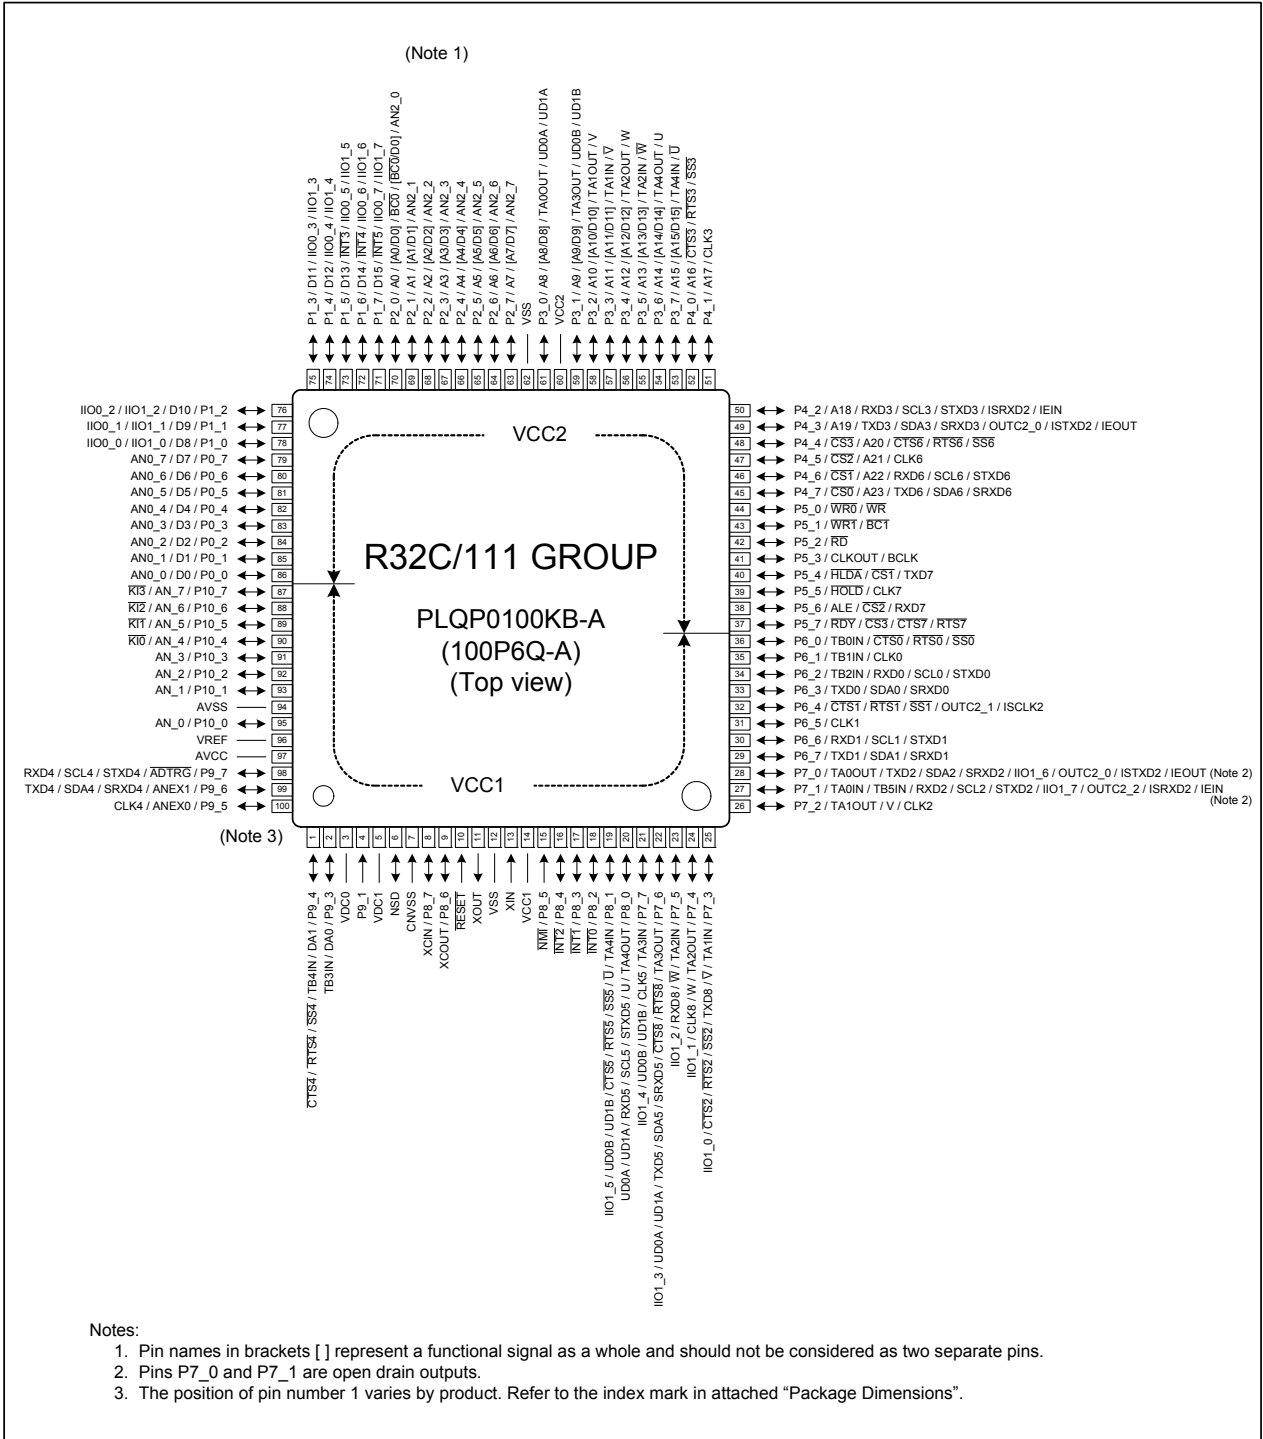 (Note 1)
P1_3 / D11 / IIO0_3 / IIO1_3
P1_4 / D12 / IIO0_4 / IIO1_4
P1_5 / D13 / INT3 / IIO0_5 / IIO1_5
P1_6 / D14 / INT4 / IIO0_6 / IIO1_6
P1_7 / D15 / INT5 / IIO0_7 / IIO1_7
P2_0 / A0 / [A0/D0] / BC0 / [BC0/D0] / AN2_0
P2_1 / A1 / [A1/D1] / AN2_1
P2_2 / A2 / [A2/D2] / AN2_2
P2_3 / A3 / [A3/D3] / AN2_3
P2_4 / A4 / [A4/D4] / AN2_4
P2_5 / A5 / [A5/D5] / AN2_5
P2_6 / A6 / [A6/D6] / AN2_6
P2_7 / A7 / [A7/D7] / AN2_7
VSS
P3_0 / A8 / [A8/D8] / TA0OUT / UD0A / UD1A
VCC2
P3_1 / A9 / [A9/D9] / TA3OUT / UD0B / UD1B
P3_2 / A10 / [A10/D10] / TA1OUT / V
P3_3 / A11 / [A11/D11] / TA1IN / V
P3_4 / A12 / [A12/D12] / TA2OUT / W
P3_5 / A13 / [A13/D13] / TA2IN / W
P3_6 / A14 / [A14/D14] / TA4OUT / U
P3_7 / A15 / [A15/D15] / TA4IN / U
P4_0 / A16 / CTS3 / RTS3 / SS3
P4_1 / A17 / CLK3
75 74 73 72 71 70 69 68 67 66 65 64 63 62 61 60 59 58 57 56 55 54 53 52 51
IIO0_2 / IIO1_2 / D10 / P1_2 76
IIO0_1 / IIO1_1 / D9 / P1_1 77
IIO0_0 / IIO1_0 / D8 / P1_0 78
AN0_7 / D7 / P0_7 79
AN0_6 / D6 / P0_6 80
AN0_5 / D5 / P0_5 81
AN0_4 / D4 / P0_4 82
AN0_3 / D3 / P0_3 83
AN0_2 / D2 / P0_2 84
AN0_1 / D1 / P0_1 85
AN0_0 / D0 / P0_0 86
KI3 / AN_7 / P10_7 87
KI2 / AN_6 / P10_6 88
KI1 / AN_5 / P10_5 89
KI0 / AN_4 / P10_4 90
AN_3 / P10_3 91
AN_2 / P10_2 92
AN_1 / P10_1 93
AVSS 94
AN_0 / P10_0 95
VREF 96
AVCC 97
RXD4 / SCL4 / STXD4 / ADTRG / P9_7 98
TXD4 / SDA4 / SRXD4 / ANEX1 / P9_6 99
CLK4 / ANEX0 / P9_5 100
VCC2
R32C/111 GROUP
PLQP0100KB-A
(100P6Q-A)
(Top view)
VCC1
50 P4_2 / A18 / RXD3 / SCL3 / STXD3 / ISRXD2 / IEIN
49 P4_3 / A19 / TXD3 / SDA3 / SRXD3 / OUTC2_0 / ISTXD2 / IEOUT
48 P4_4 / CS3 / A20 / CTS6 / RTS6 / SS6
47 P4_5 / CS2 / A21 / CLK6
46 P4_6 / CS1 / A22 / RXD6 / SCL6 / STXD6
45 P4_7 / CS0 / A23 / TXD6 / SDA6 / SRXD6
44 P5_0 / WR0 / WR
43 P5_1 / WR1 / BC1
42 P5_2 / RD
41 P5_3 / CLKOUT / BCLK
40 P5_4 / HLDA / CS1 / TXD7
39 P5_5 / HOLD / CLK7
38 P5_6 / ALE / CS2 / RXD7
37 P5_7 / RDY / CS3 / CTS7 / RTS7
36 P6_0 / TB0IN / CTS0 / RTS0 / SS0
35 P6_1 / TB1IN / CLK0
34 P6_2 / TB2IN / RXD0 / SCL0 / STXD0
33 P6_3 / TXD0 / SDA0 / SRXD0
32 P6_4 / CTS1 / RTS1 / SS1 / OUTC2_1 / ISCLK2
31 P6_5 / CLK1
30 P6_6 / RXD1 / SCL1 / STXD1
29 P6_7 / TXD1 / SDA1 / SRXD1
28 P7_0 / TA0OUT / TXD2 / SDA2 / SRXD2 / IIO1_6 / OUTC2_0 / ISTXD2 / IEOUT (Note 2)
27 P7_1 / TA0IN / TB5IN / RXD2 / SCL2 / STXD2 / IIO1_7 / OUTC2_2 / ISRXD2 / IEIN
(Note 2)
26 P7_2 / TA1OUT / V / CLK2
(Note 3)
1 2 3 4 5 6 7 8 9 10 11 12 13 14 15 16 17 18 19 20 21 22 23 24 25
CTS4 / RTS4 / SS4 / TB4IN / DA1 / P9_4
TB3IN / DA0 / P9_3
VDC0
P9_1
VDC1
NSD
CNVSS
XCIN / P8_7
XCOUT / P8_6
RESET
XOUT
VSS
XIN
VCC1
NMI / P8_5
INT2 / P8_4
INT1 / P8_3
INT0 / P8_2
IIO1_5 / UD0B / UD1B / CTS5 / RTS5 / SS5 / U / TA4IN / P8_1
UD0A / UD1A / RXD5 / SCL5 / STXD5 / U / TA4OUT / P8_0
IIO1_4 / UD0B / UD1B / CLK5 / TA3IN / P7_7
IIO1_3 / UD0A / UD1A / TXD5 / SDA5 / SRXD5 / CTS8 / RTS8 / TA3OUT / P7_6
IIO1_2 / RXD8 / W / TA2IN / P7_5
IIO1_1 / CLK8 / W / TA2OUT / P7_4
IIO1_0 / CTS2 / RTS2 / SS2 / TXD8 / V / TA1IN / P7_3
Notes:
1. Pin names in brackets [ ] represent a functional signal as a whole and should not be considered as two separate pins.
2. Pins P7_0 and P7_1 are open drain outputs.
3. The position of pin number 1 varies by product. Refer to the index mark in attached “Package Dimensions”.